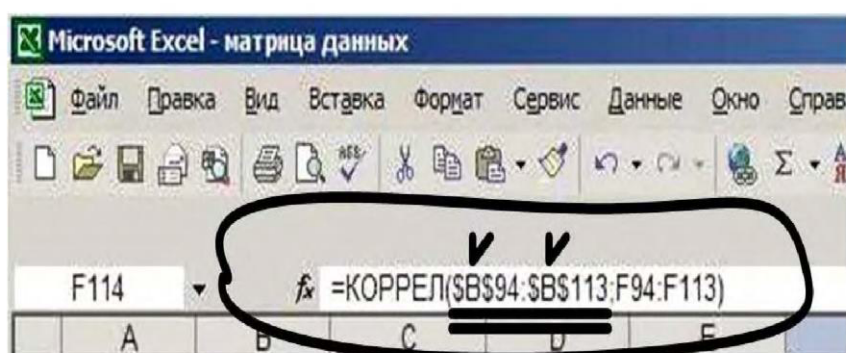 Microsoft Excel - матрица данных
Файл Правка Вид Вставка Формат Сервис Данные Окно Справ
F114 fx =КОРРЕЛ($B$94:$B$113;F94:F113)
A B C D E